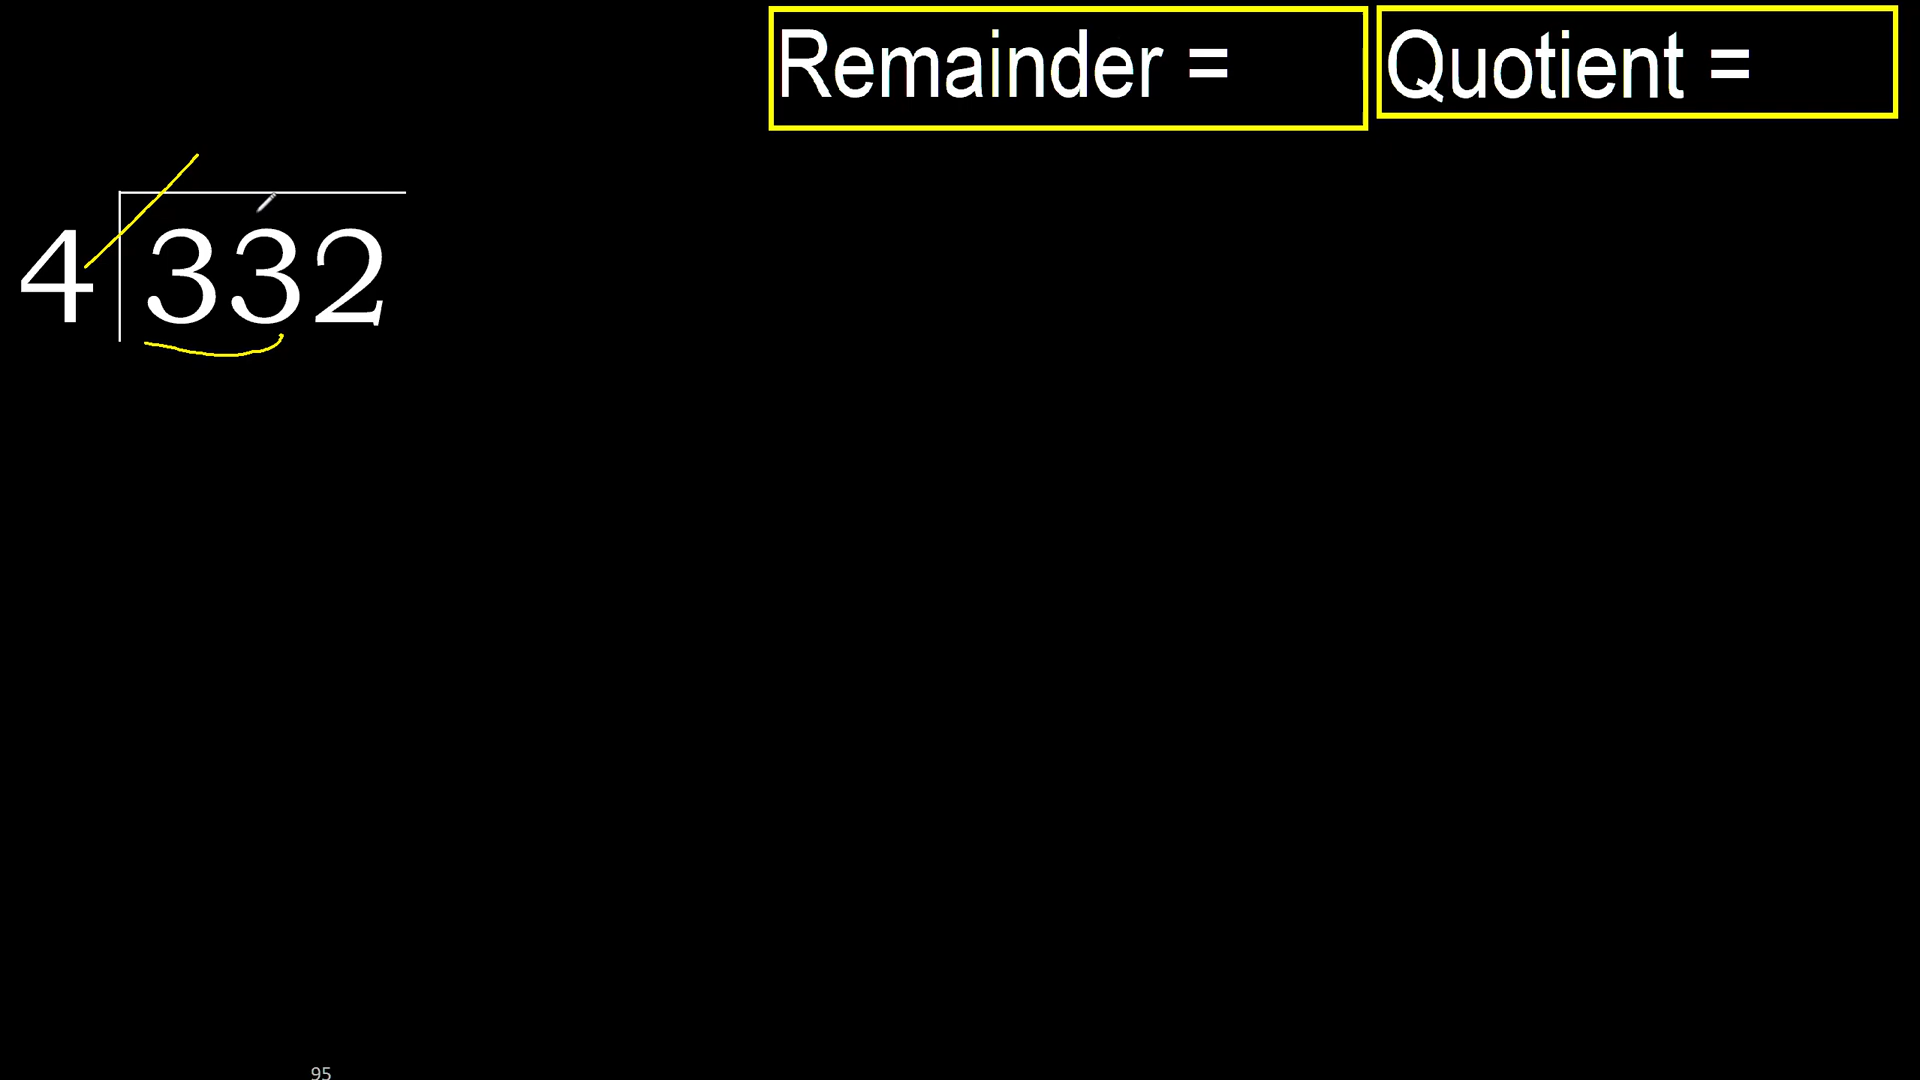 Remainder = Quotient =
4 332
95